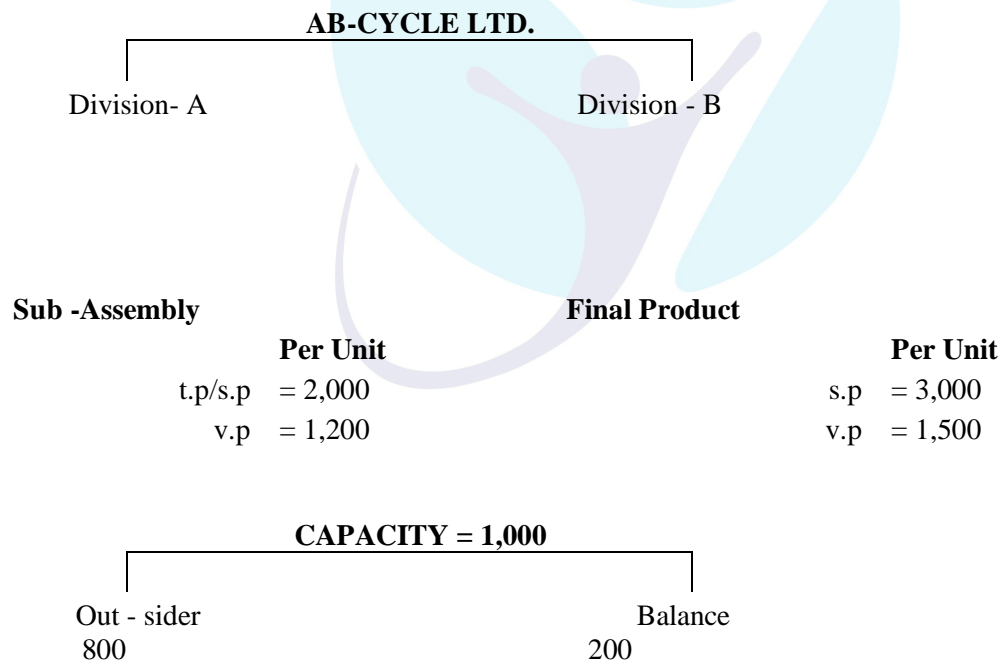 AB-CYCLE LTD.
Division- A Division - B
Sub -Assembly Final Product
Per Unit Per Unit
t.p/s.p = 2,000 s.p = 3,000
v.p = 1,200 v.p = 1,500
CAPACITY = 1,000
Out - sider Balance
800 200